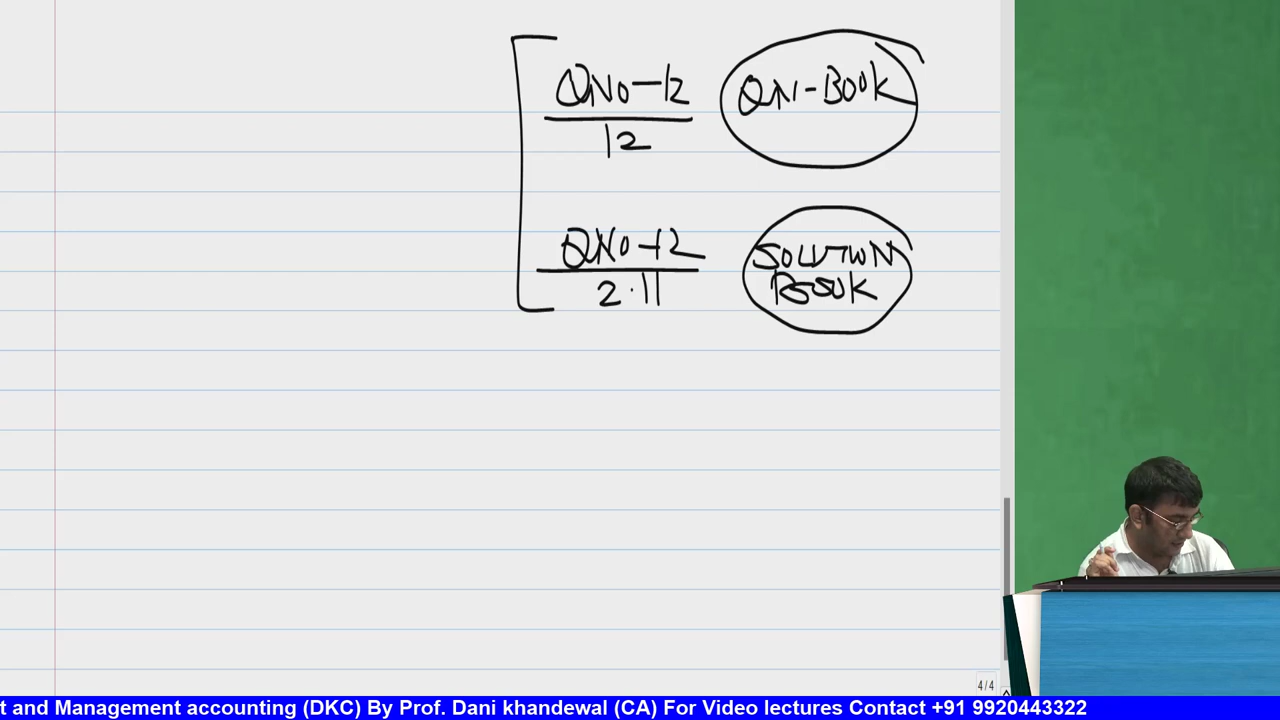 QNo-12 QN-BOOK
12
QNo-12 SOLUTION
2.11 BOOK
4/4
t and Management accounting (DKC) By Prof. Dani khandewal (CA) For Video lectures Contact +91 9920443322